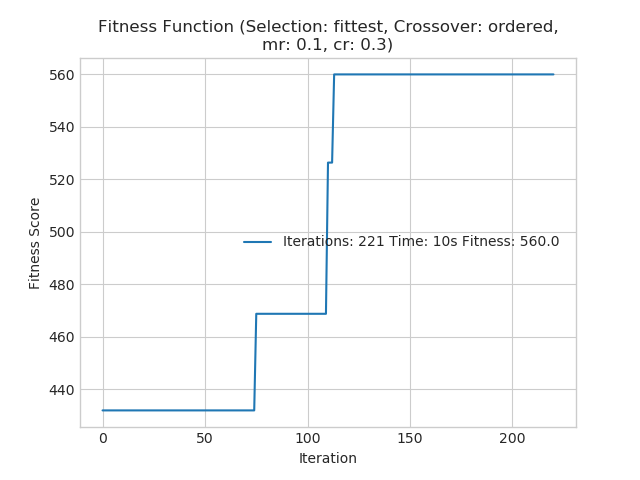 Fitness Function (Selection: fittest, Crossover: ordered,
mr: 0.1, cr: 0.3)
Fitness Score
560
540
520
500
480
460
440
Iterations: 221 Time: 10s Fitness: 560.0
0 50 100 150 200
Iteration